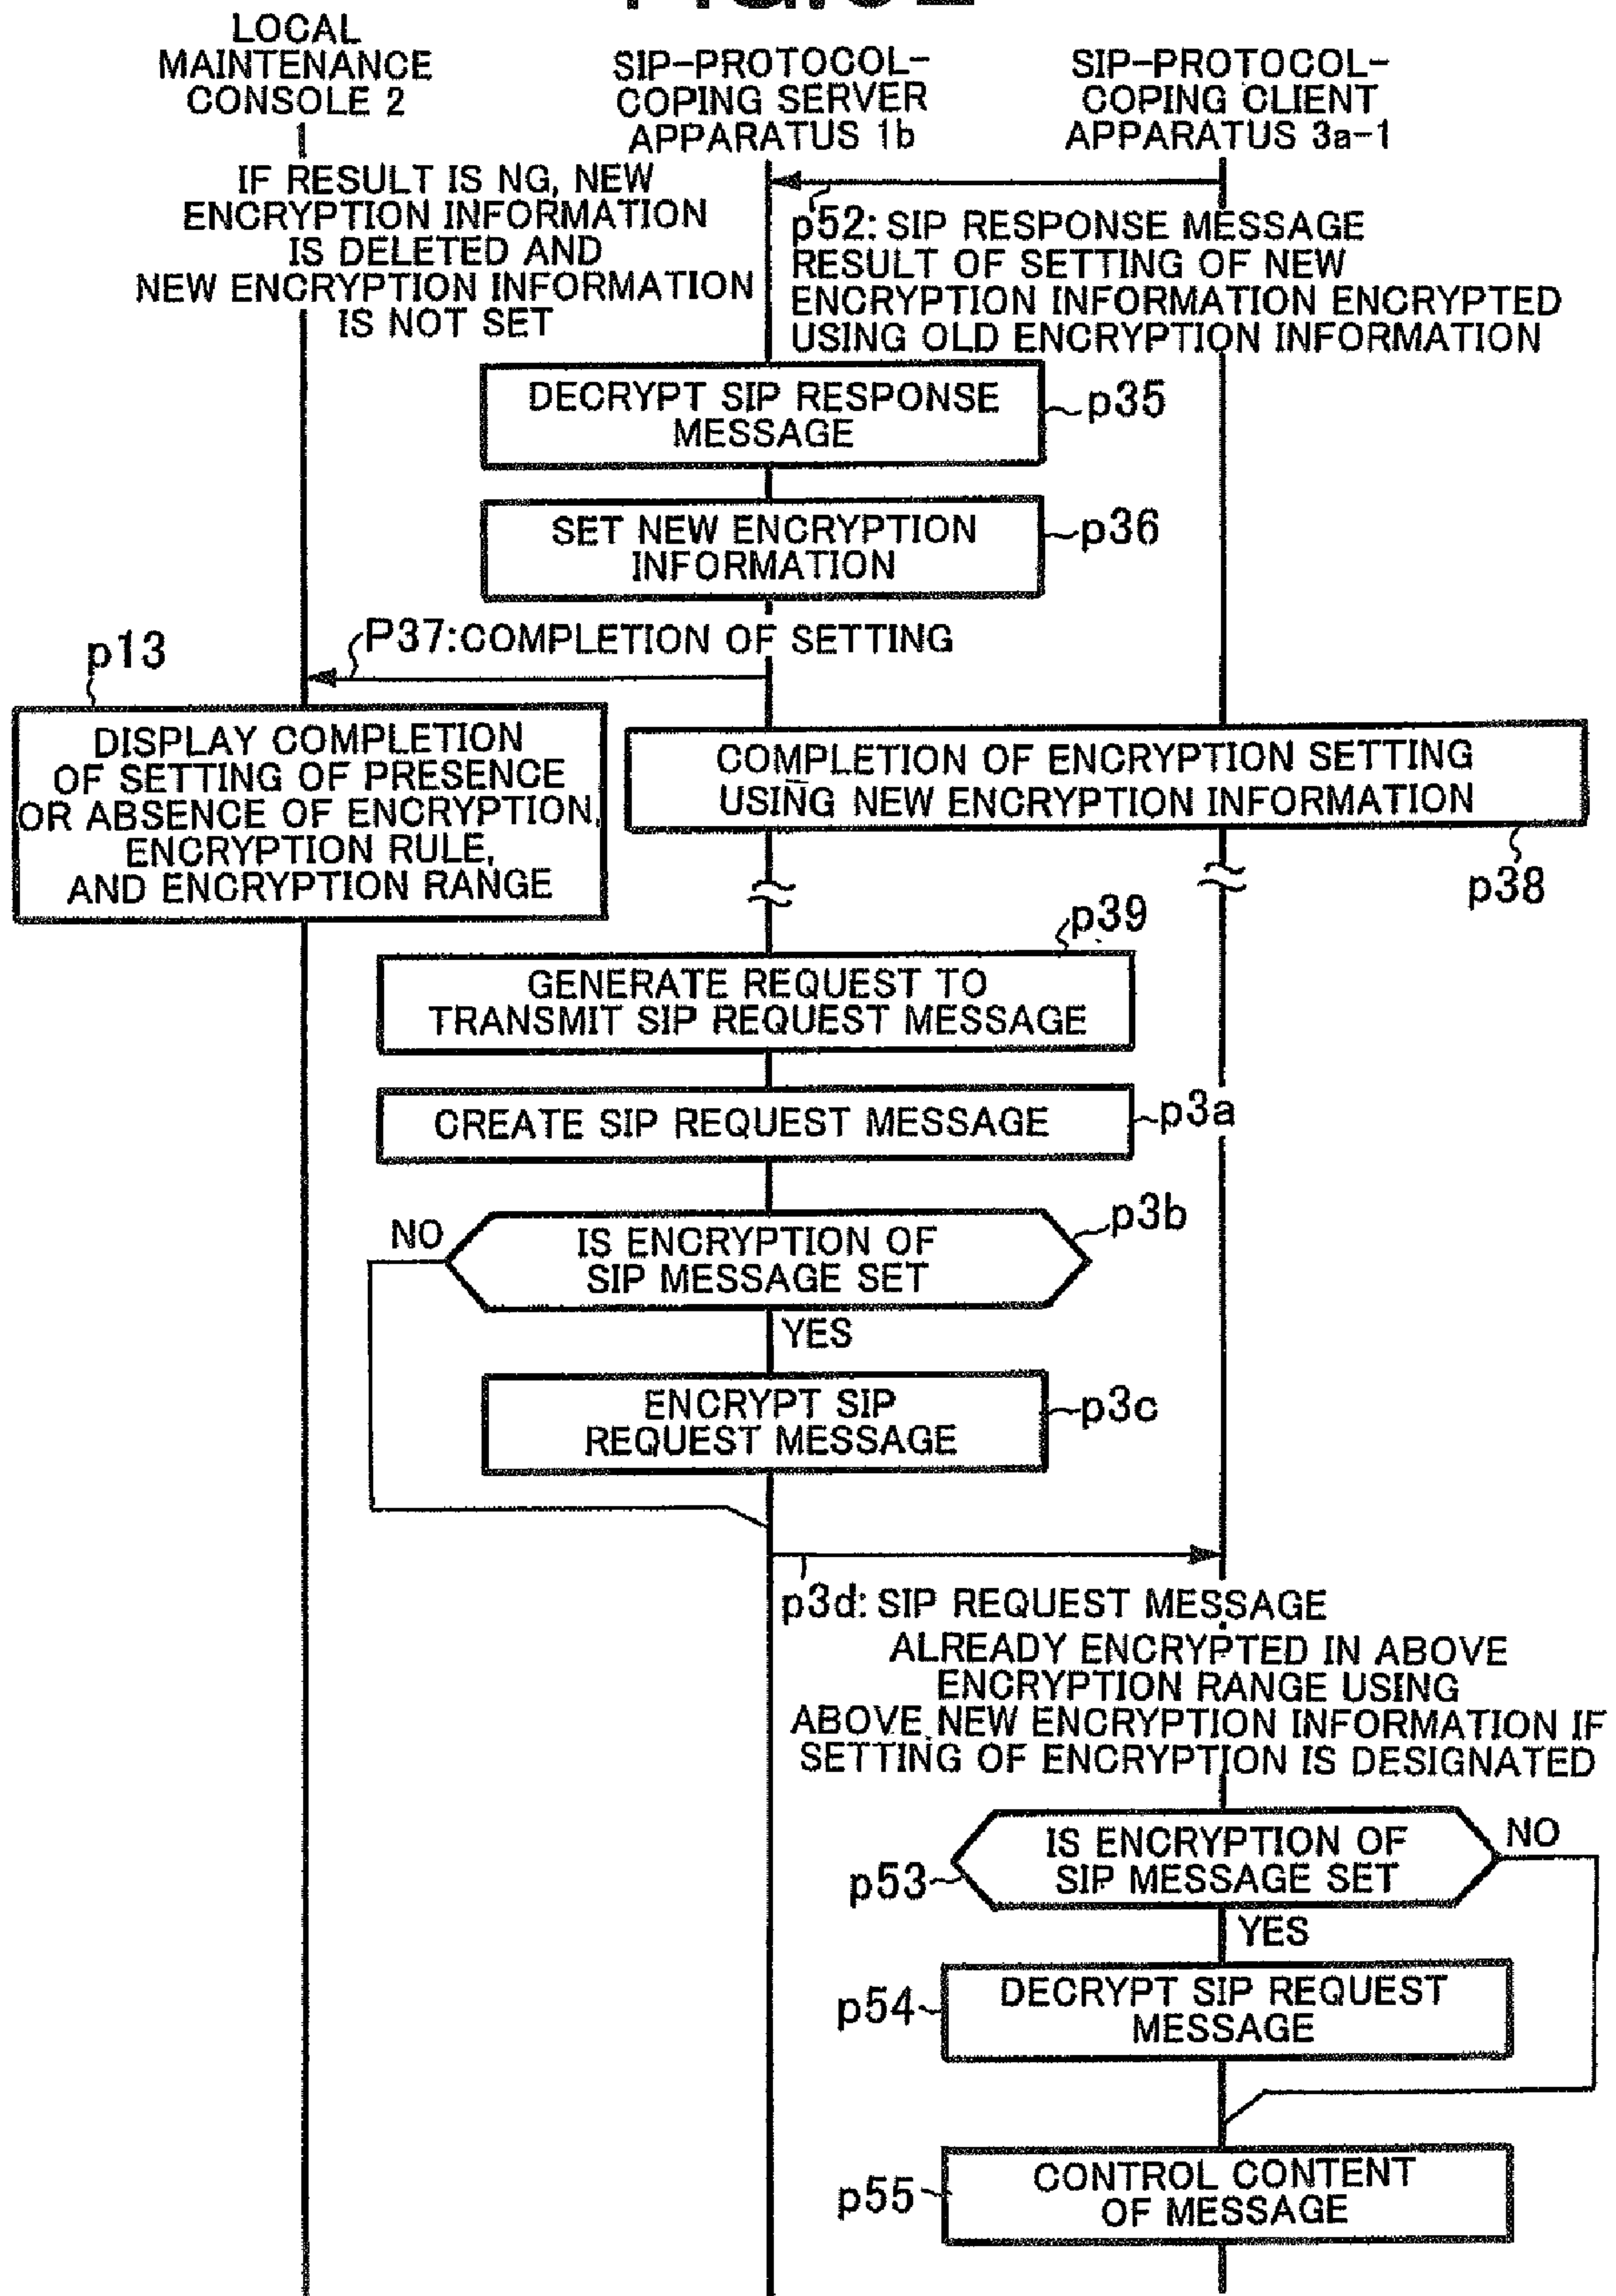 LOCAL
MAINTENANCE
CONSOLE 2
SIP-PROTOCOL-
COPING SERVER
APPARATUS 1b
SIP-PROTOCOL-
COPING CLIENT
APPARATUS 3a-1
IF RESULT IS NG, NEW
ENCRYPTION INFORMATION
IS DELETED AND
NEW ENCRYPTION INFORMATION
IS NOT SET
p52: SIP RESPONSE MESSAGE
RESULT OF SETTING OF NEW
ENCRYPTION INFORMATION ENCRYPTED
USING OLD ENCRYPTION INFORMATION
DECRYPT SIP RESPONSE
MESSAGE
p35
SET NEW ENCRYPTION
INFORMATION
p36
P37:COMPLETION OF SETTING
p13
DISPLAY COMPLETION
OF SETTING OF PRESENCE
OR ABSENCE OF ENCRYPTION,
ENCRYPTION RULE,
AND ENCRYPTION RANGE
COMPLETION OF ENCRYPTION SETTING
USING NEW ENCRYPTION INFORMATION
p38
p39
GENERATE REQUEST TO
TRANSMIT SIP REQUEST MESSAGE
CREATE SIP REQUEST MESSAGE
p3a
p3b
NO
IS ENCRYPTION OF
SIP MESSAGE SET
YES
ENCRYPT SIP
REQUEST MESSAGE
p3c
p3d: SIP REQUEST MESSAGE
ALREADY ENCRYPTED IN ABOVE
ENCRYPTION RANGE USING
ABOVE NEW ENCRYPTION INFORMATION IF
SETTING OF ENCRYPTION IS DESIGNATED
IS ENCRYPTION OF
SIP MESSAGE SET
NO
p53
YES
DECRYPT SIP REQUEST
MESSAGE
p54
CONTROL CONTENT
OF MESSAGE
p55